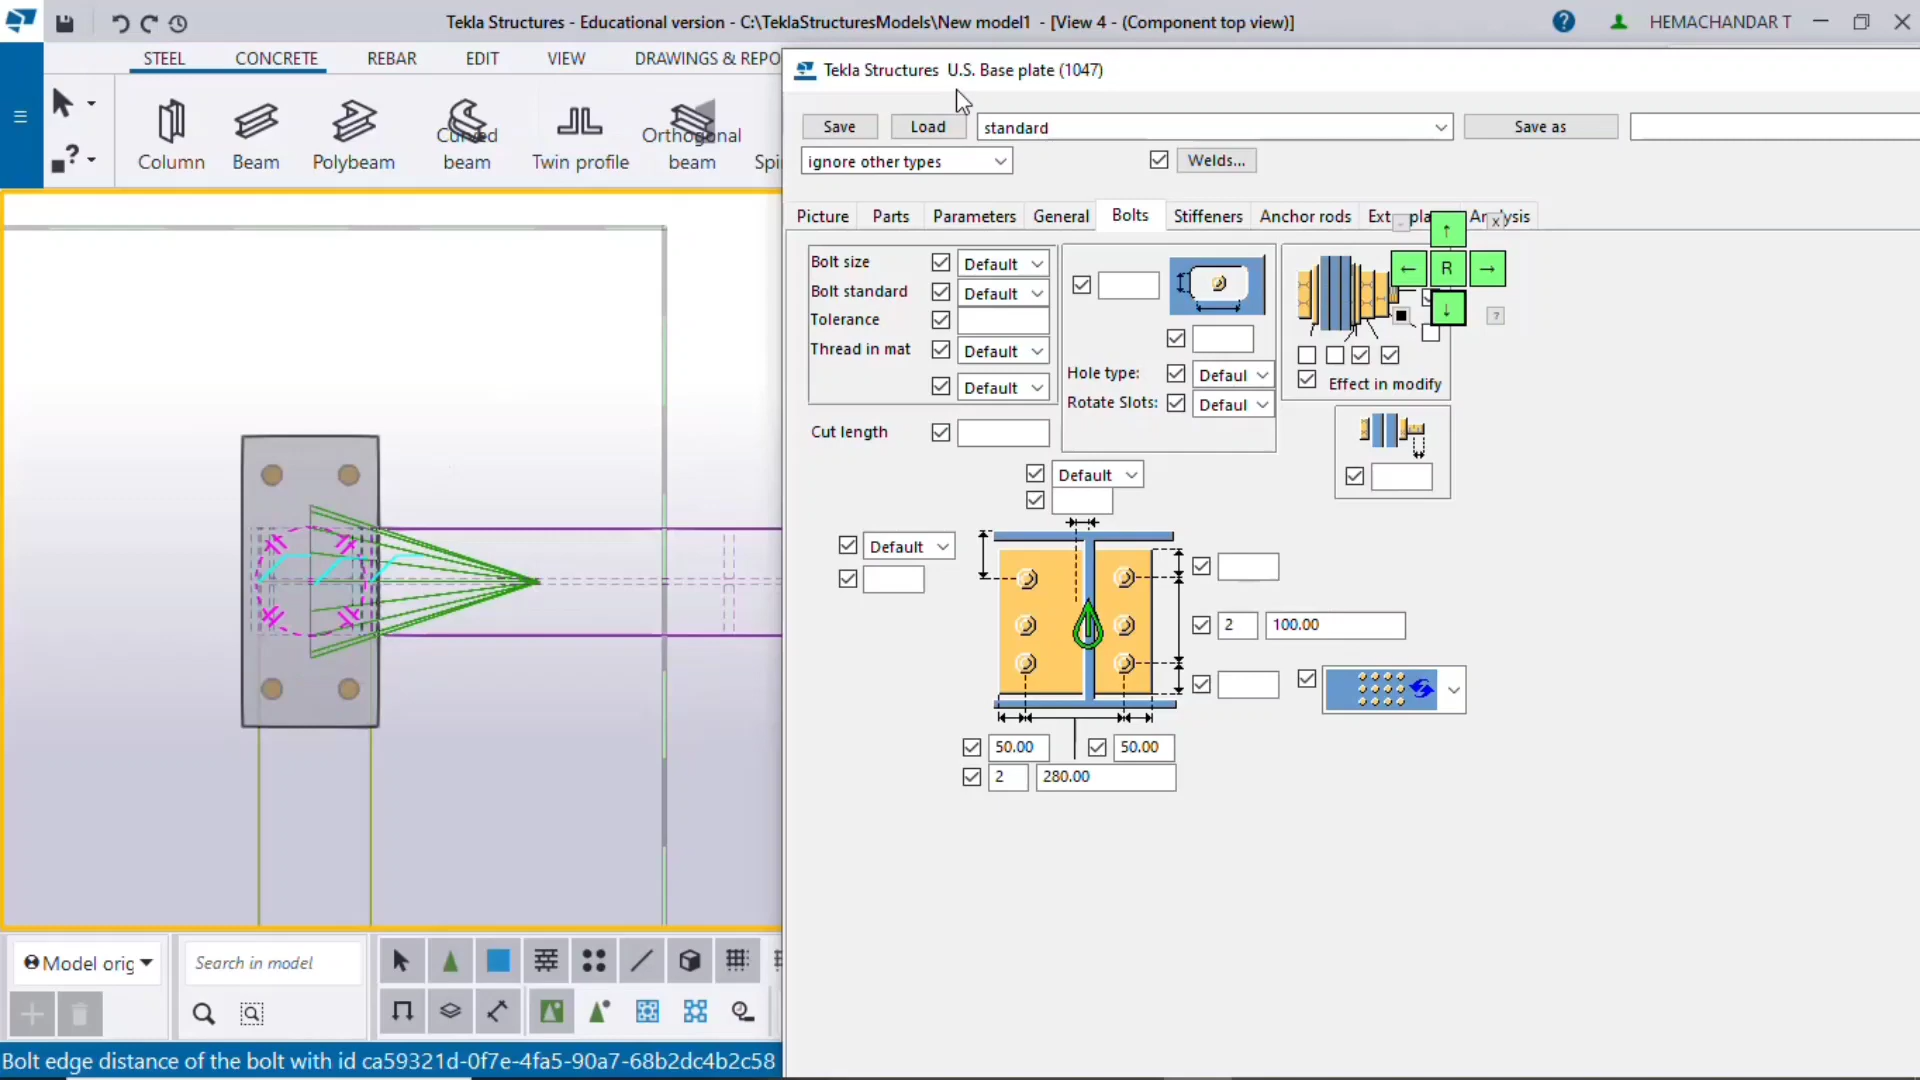 Tekla Structures - Educational version - C:\TeklaStructuresModels\New model1 - [View 4 - (Component top view)]
HEMACHANDAR T
STEEL
CONCRETE
REBAR
EDIT
VIEW
DRAWINGS & REPO
Column
Beam
Polybeam
Curved
beam
Twin profile
Orthogonal
beam
Spi
Tekla Structures U.S. Base plate (1047)
Save
Load
standard
Save as
ignore other types
Welds...
Picture
Parts
Parameters
General
Bolts
Stiffeners
Anchor rods
Analysis
R
x
?
Bolt size
Default
Bolt standard
Default
Tolerance
Thread in mat
Default
Default
Cut length
Hole type:
Defaul
Rotate Slots:
Defaul
Effect in modify
Default
Default
2
100.00
50.00
50.00
2
280.00
Model orig
Search in model
Bolt edge distance of the bolt with id ca59321d-0f7e-4fa5-90a7-68b2dc4b2c58